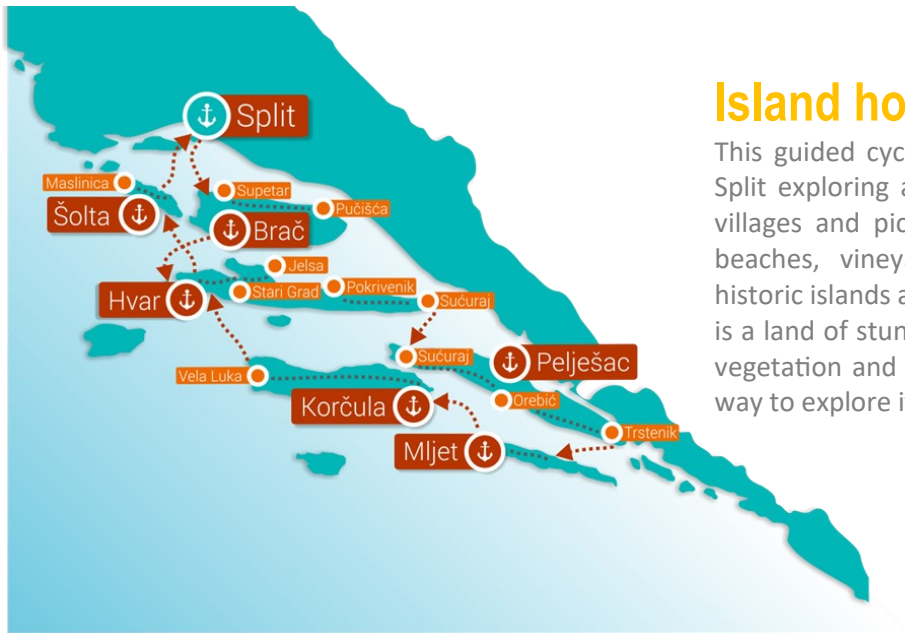 Split
Maslinica
Supetar
Pučišća
Šolta
Brač
Jelsa
Stari Grad
Pokrivenik
Hvar
Sućuraj
Sućuraj
Pelješac
Vela Luka
Korčula
Orebić
Trstenik
Mljet
Island ho
This guided cyc
Split exploring a
villages and pic
beaches, viney
historic islands a
is a land of stun
vegetation and
way to explore i